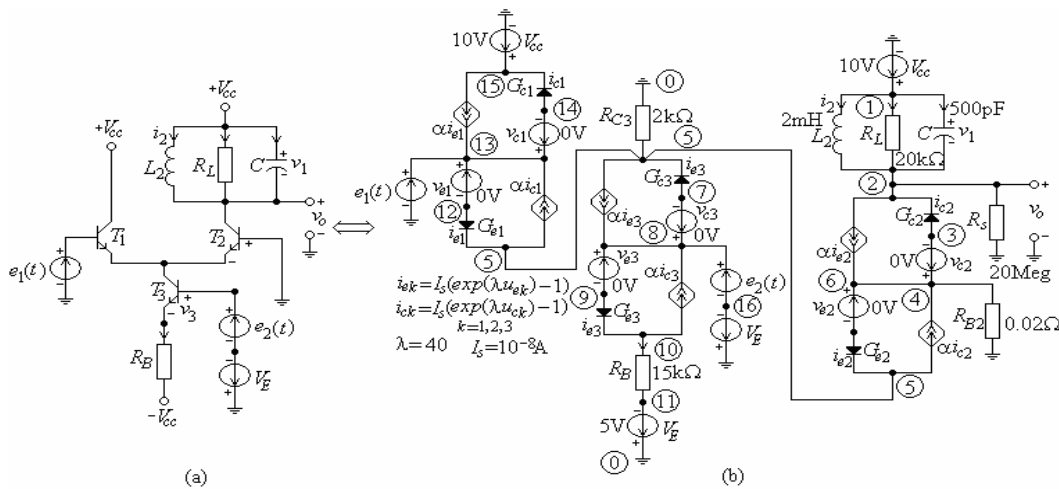 +Vcc
+Vcc
i2
L2
RL
C
v1
T1
T2
+
vo
-
e1(t)
T3
v3
e2(t)
RB
VE
-Vcc
(a)
10V
Vcc
15
Gc1
ic1
14
αie1
vc1
0V
13
e1(t)
ve1
0V
αic1
12
ie1
Ge1
5
iek=Is(exp(λuek)-1)
ick=Is(exp(λuck)-1)
k=1,2,3
λ=40 Is=10-8A
0
RC3
2kΩ
5
Gc3
ie3
7
αie3
vc3
8
0V
ve3
0V
αic3
e2(t)
9
16
ie3
Ge3
VE
10
RB
15kΩ
11
5V
VE
0
(b)
10V
Vcc
i2
1
500pF
2mH
L2
RL
C
v1
20kΩ
2
+
vo
-
Gc2
ic2
3
Rs
αie2
0V
vc2
20Meg
6
4
ve2
0V
RB2
0.02Ω
ie2
Ge2
αic2
5